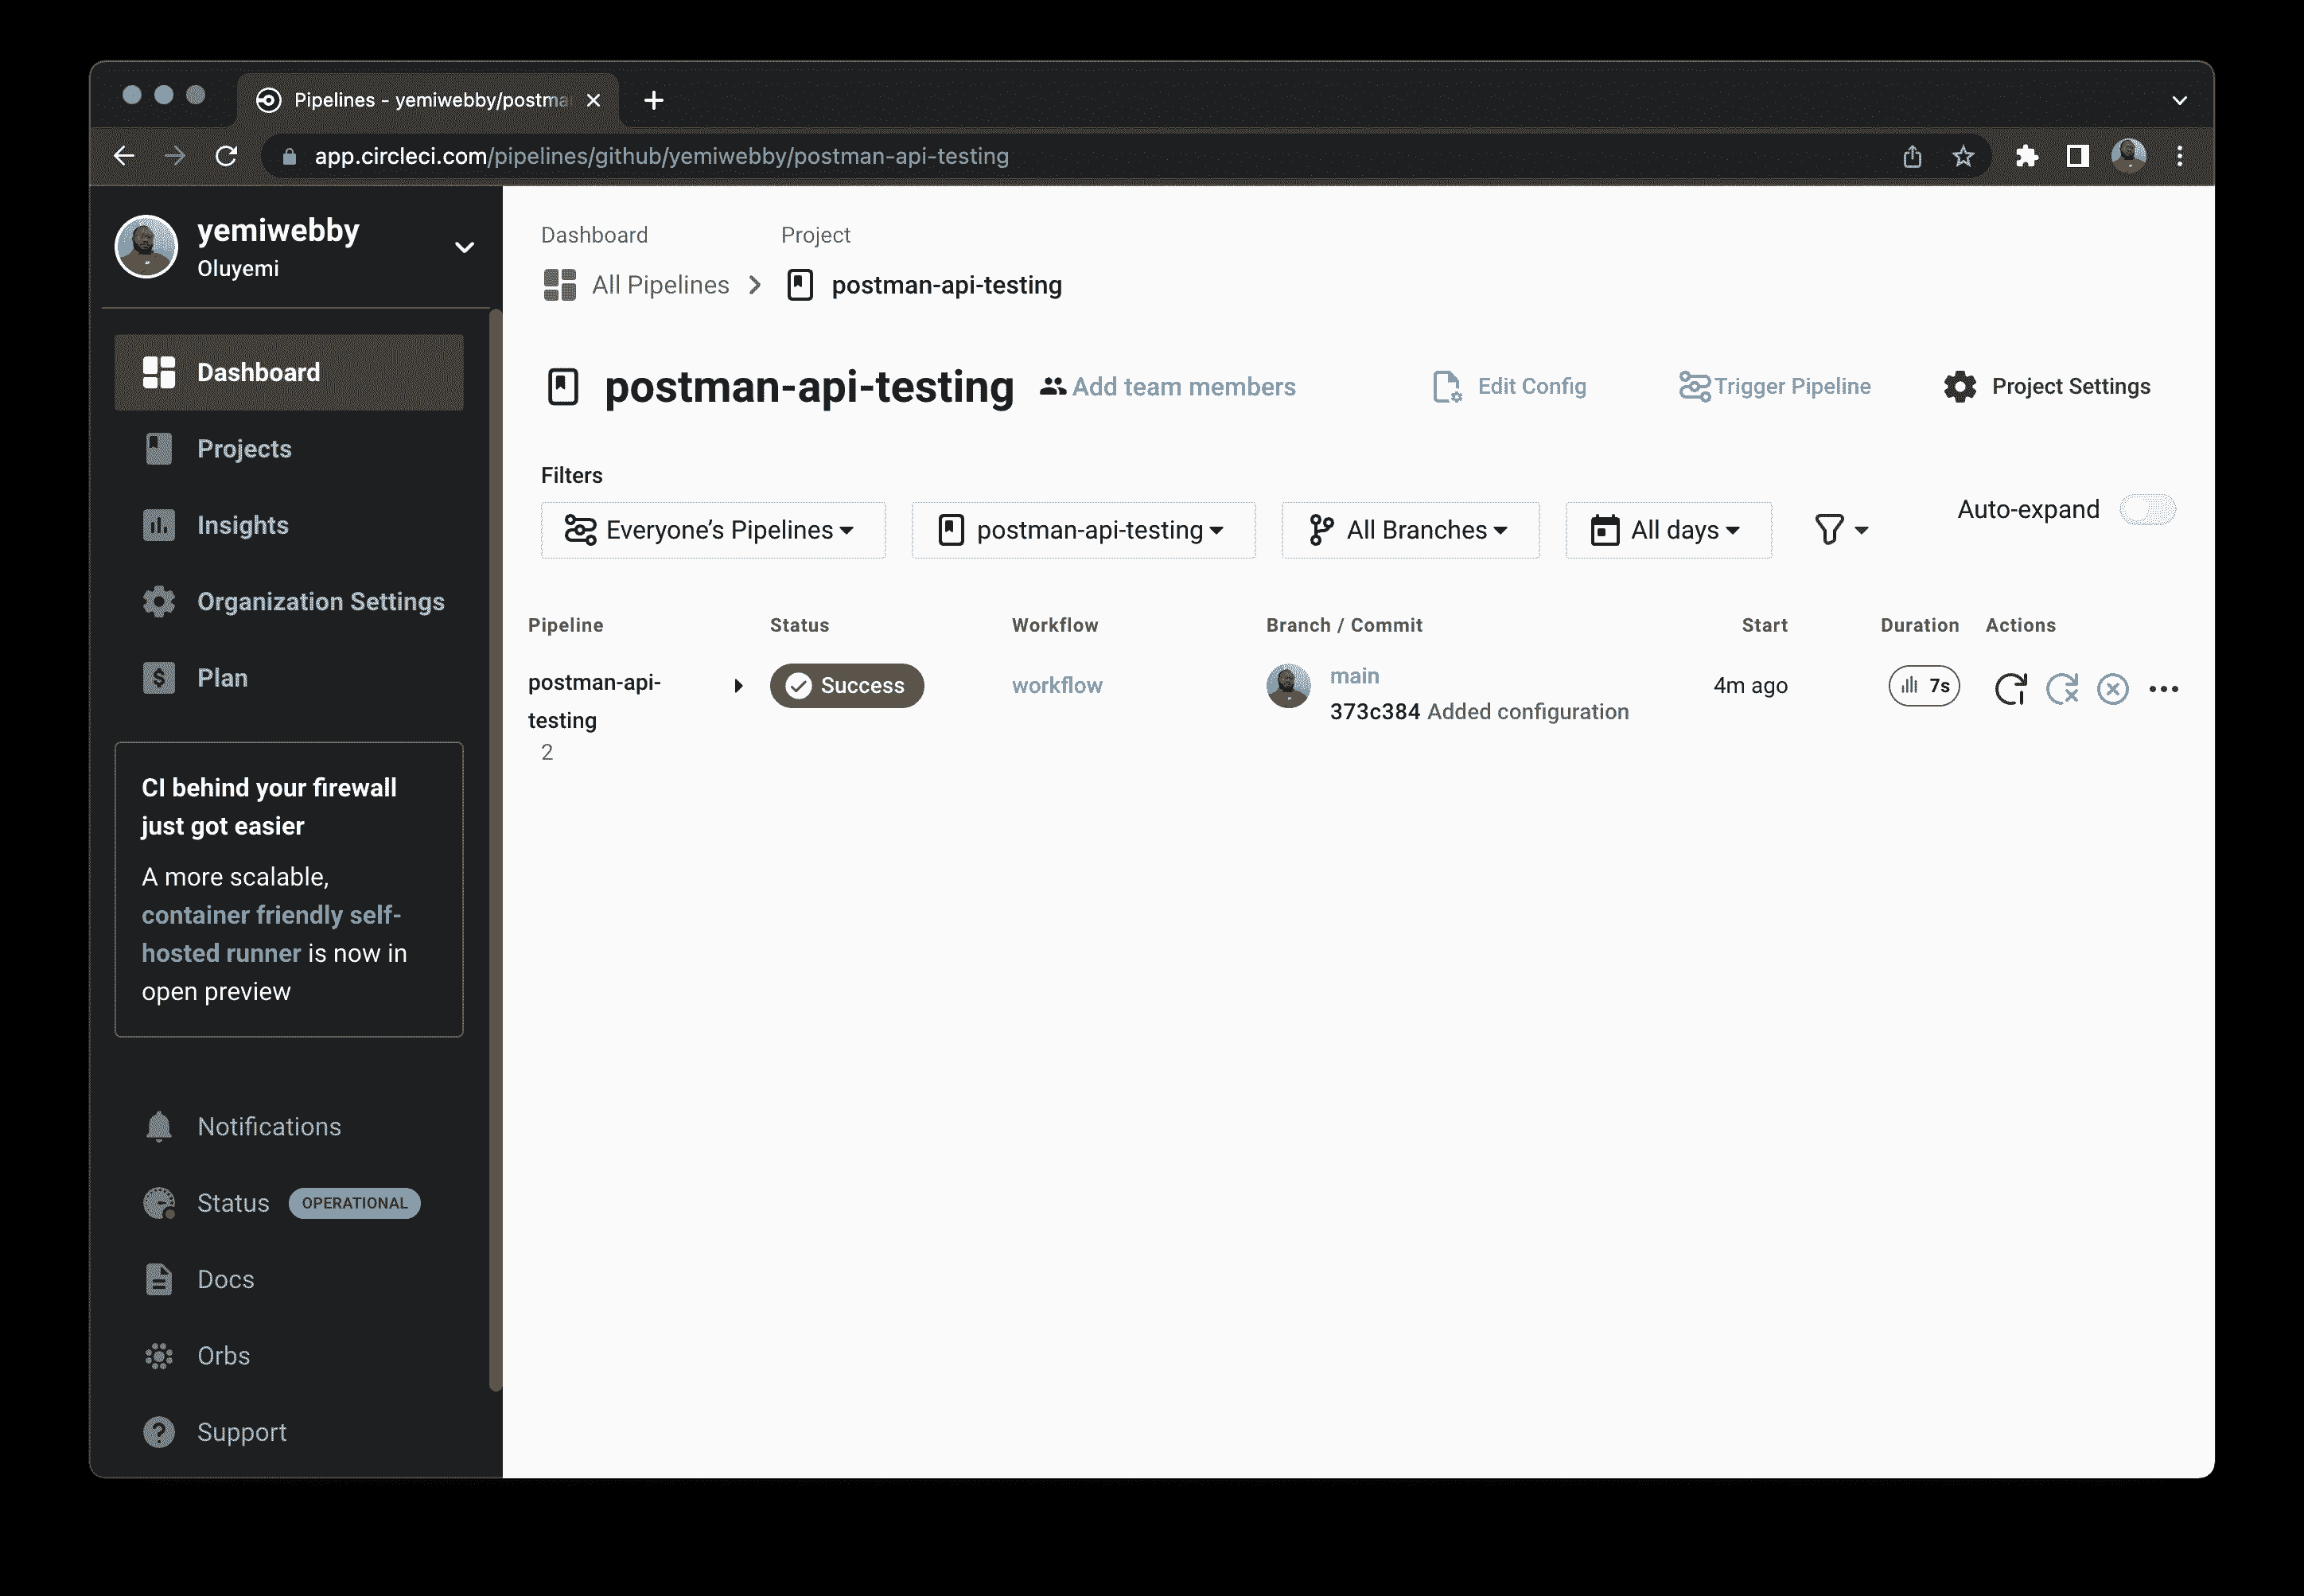 Pipelines - yemiwebby/postma
app.circleci.com/pipelines/github/yemiwebby/postman-api-testing
yemiwebby
Oluyemi
Dashboard
Projects
Insights
Organization Settings
$ Plan
CI behind your firewall
just got easier
A more scalable,
container friendly self-
hosted runner is now in
open preview
Notifications
Status OPERATIONAL
Docs
Orbs
? Support
Dashboard Project
All Pipelines postman-api-testing
postman-api-testing Add team members Edit Config Trigger Pipeline Project Settings
Filters
Everyone’s Pipelines postman-api-testing All Branches All days Auto-expand
Pipeline Status Workflow Branch / Commit Start Duration Actions
postman-api-
testing
2
Success workflow
main
373c384 Added configuration
4m ago 7s